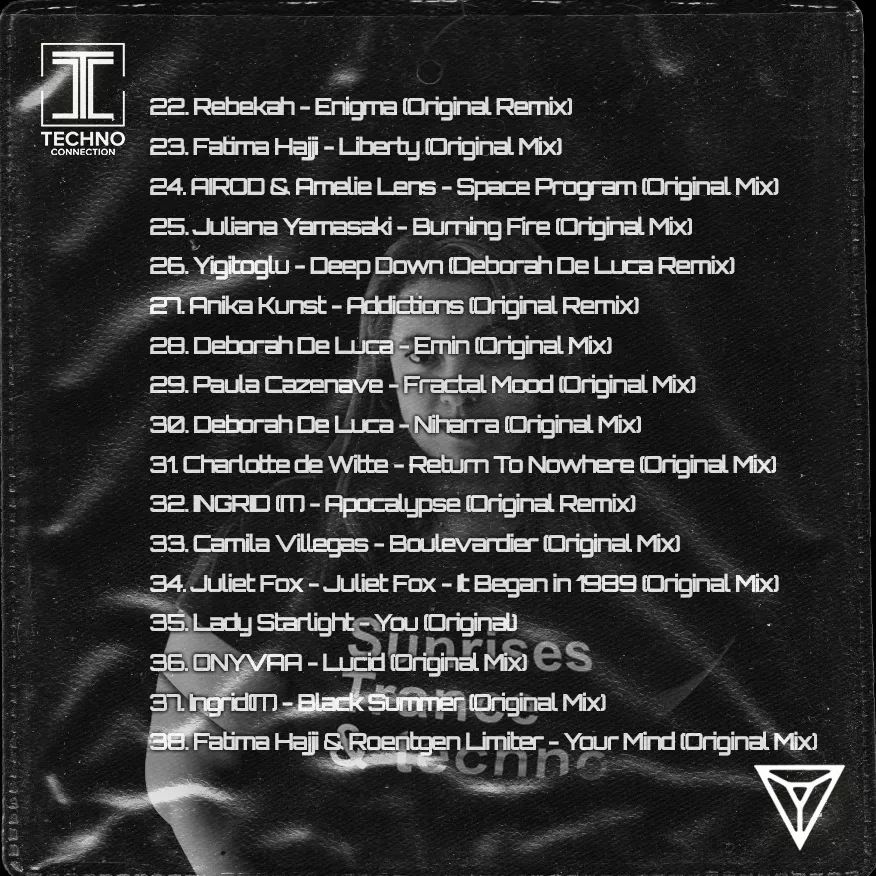 TECHNO
CONNECTION
22. Rebekah - Enigma (Original Remix)
23. Fatima Hajji - Liberty (Original Mix)
24. AIROD & Amelie Lens - Space Program (Original Mix)
25. Juliana Yamasaki - Burning Fire (Original Mix)
26. Yigitoglu - Deep Down (Deborah De Luca Remix)
27. Anika Kunst - Addictions (Original Remix)
28. Deborah De Luca - Emin (Original Mix)
29. Paula Cazenave - Fractal Mood (Original Mix)
30. Deborah De Luca - Niharra (Original Mix)
31. Charlotte de Witte - Return To Nowhere (Original Mix)
32. INGRID (M) - Apocalypse (Original Remix)
33. Camila Villegas - Boulevardier (Original Mix)
34. Juliet Fox - Juliet Fox - It Began in 1989 (Original Mix)
35. Lady Starlight - You (Original)
36. ONYVAA - Lucid (Original Mix)
37. Ingrid(M) - Black Summer (Original Mix)
38. Fatima Hajji & Roentgen Limiter - Your Mind (Original Mix)
Sunrises
Trance
& techno